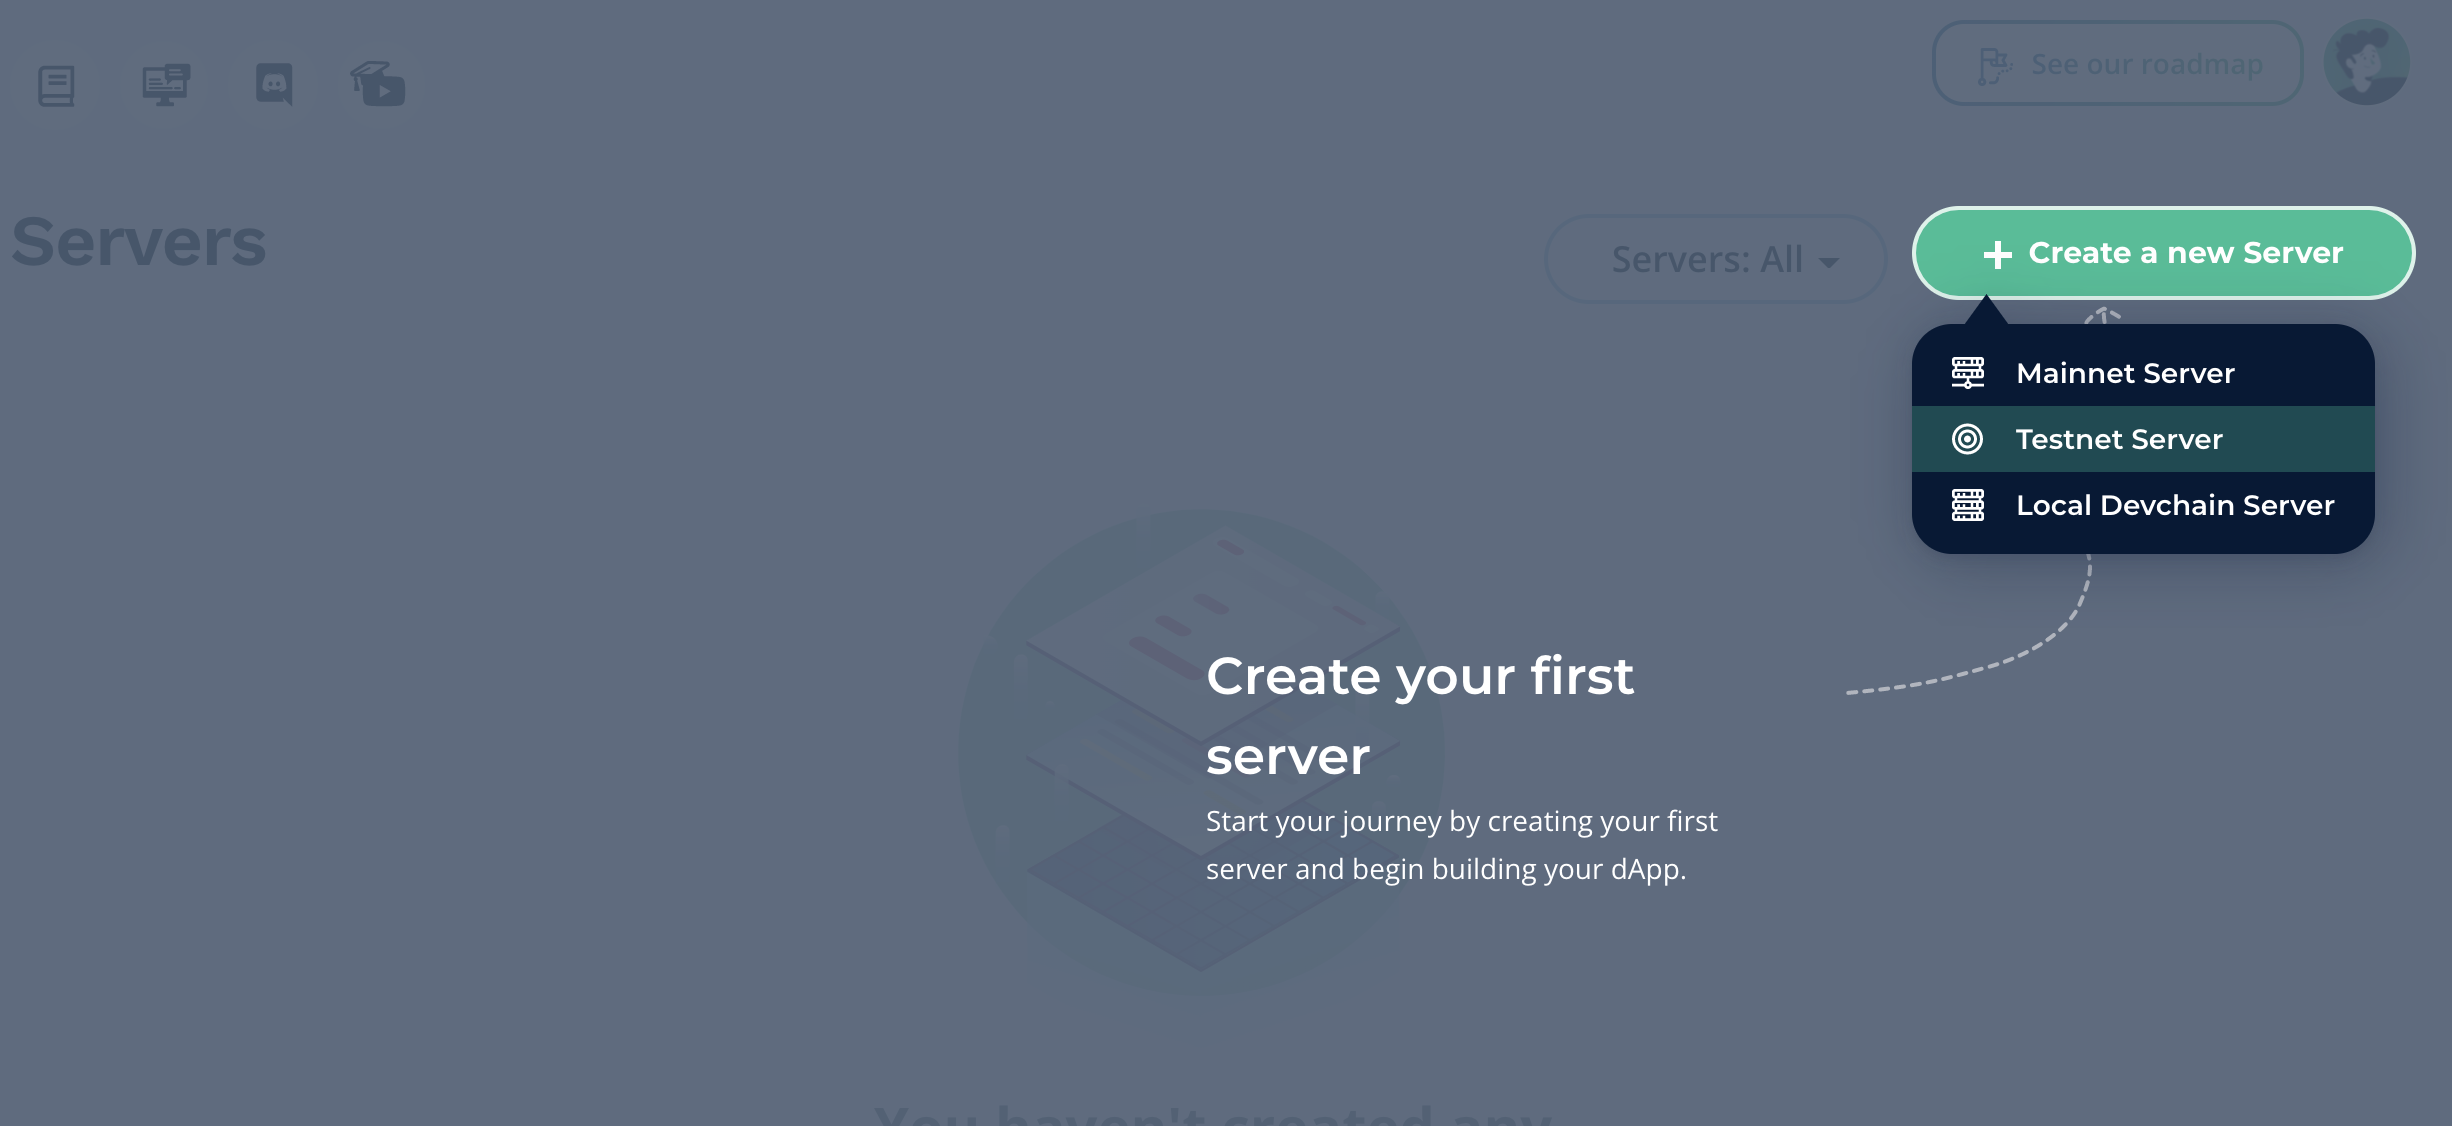 See our roadmap
Servers
Servers: All
Create a new Server
Mainnet Server
Testnet Server
Local Devchain Server
Create your first
server
Start your journey by creating your first
server and begin building your dApp.
You haven't created any